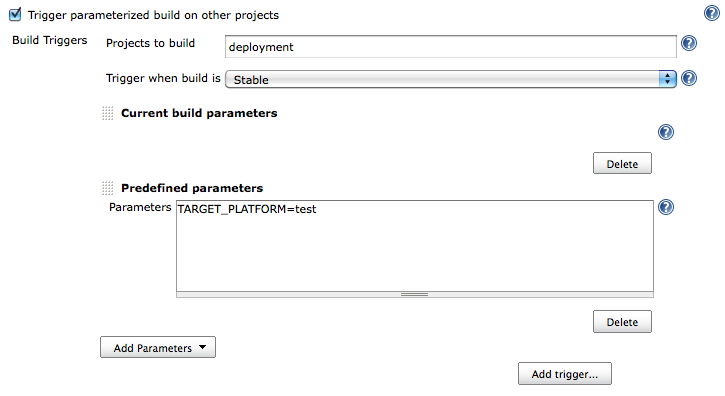 Trigger parameterized build on other projects
Build Triggers
Projects to build
deployment
Trigger when build is
Stable
Current build parameters
Delete
Predefined parameters
Parameters
TARGET_PLATFORM=test
Delete
Add Parameters
Add trigger...